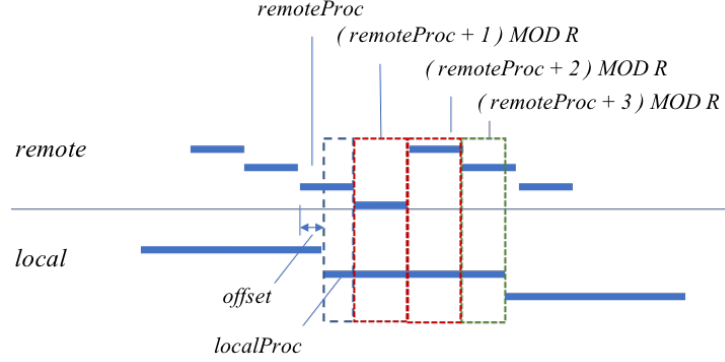 remoteProc
( remoteProc + 1 ) MOD R
( remoteProc + 2 ) MOD R
( remoteProc + 3 ) MOD R
remote
local
offset
localProc